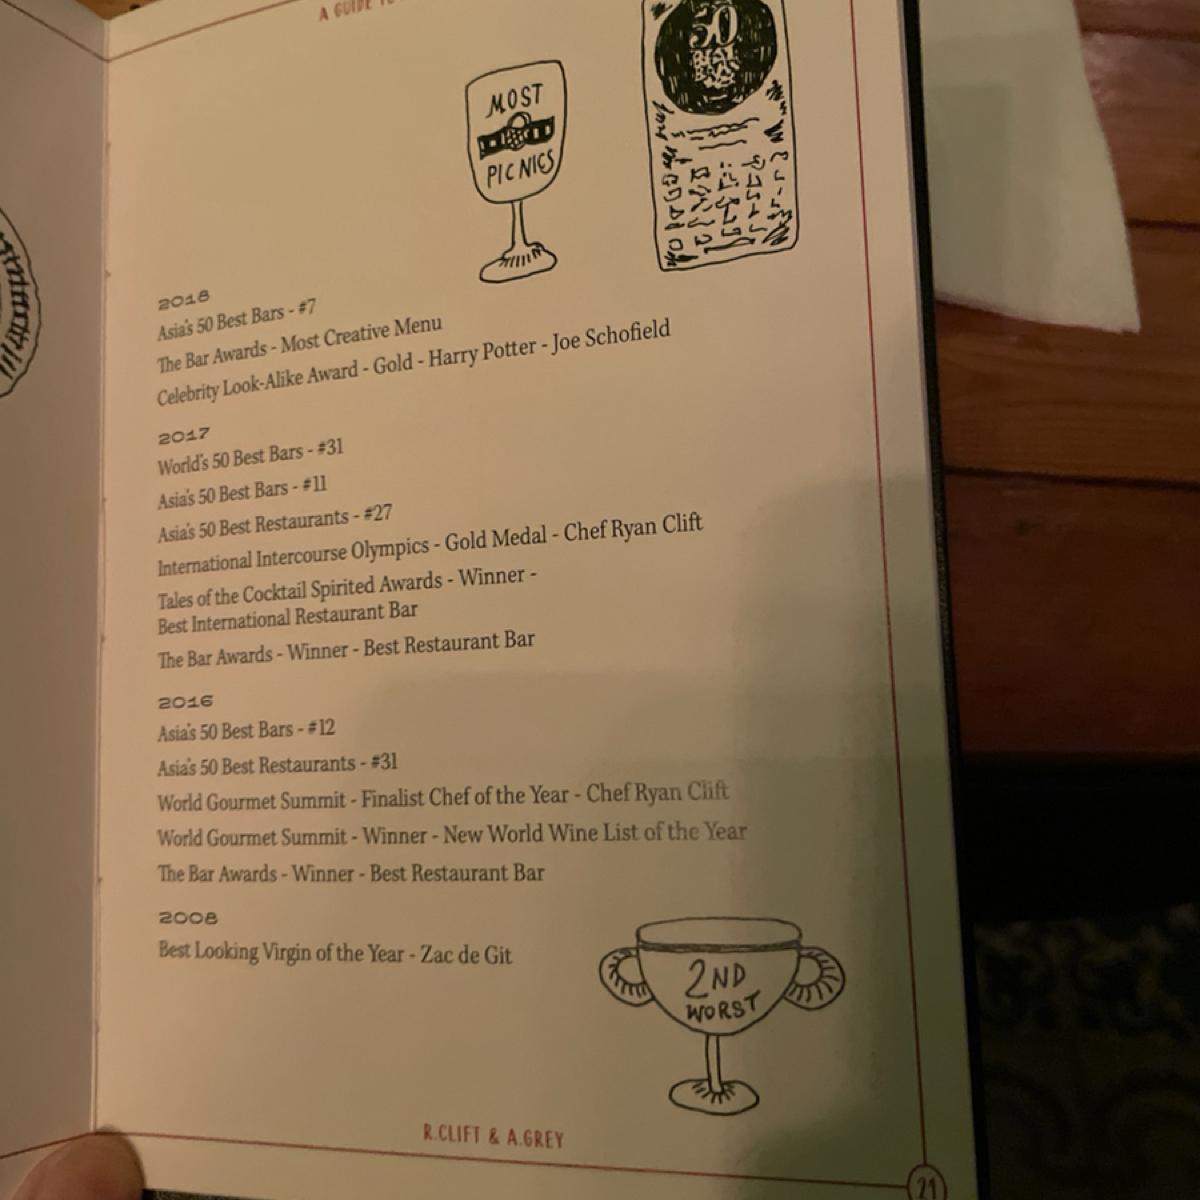 A GUIDE TO
MOST
PICNICS
50
BEST
BARS
2018
Asia's 50 Best Bars - #7
The Bar Awards - Most Creative Menu
Celebrity Look-Alike Award - Gold - Harry Potter - Joe Schofield
2017
World's 50 Best Bars - #31
Asia's 50 Best Bars - #11
Asia's 50 Best Restaurants - #27
International Intercourse Olympics - Gold Medal - Chef Ryan Clift
Tales of the Cocktail Spirited Awards - Winner -
Best International Restaurant Bar
The Bar Awards - Winner - Best Restaurant Bar
2016
Asia's 50 Best Bars - #12
Asia's 50 Best Restaurants - #31
World Gourmet Summit - Finalist Chef of the Year - Chef Ryan Clift
World Gourmet Summit - Winner - New World Wine List of the Year
The Bar Awards - Winner - Best Restaurant Bar
2008
Best Looking Virgin of the Year - Zac de Git
2ND
WORST
R.CLIFT & A.GREY
21